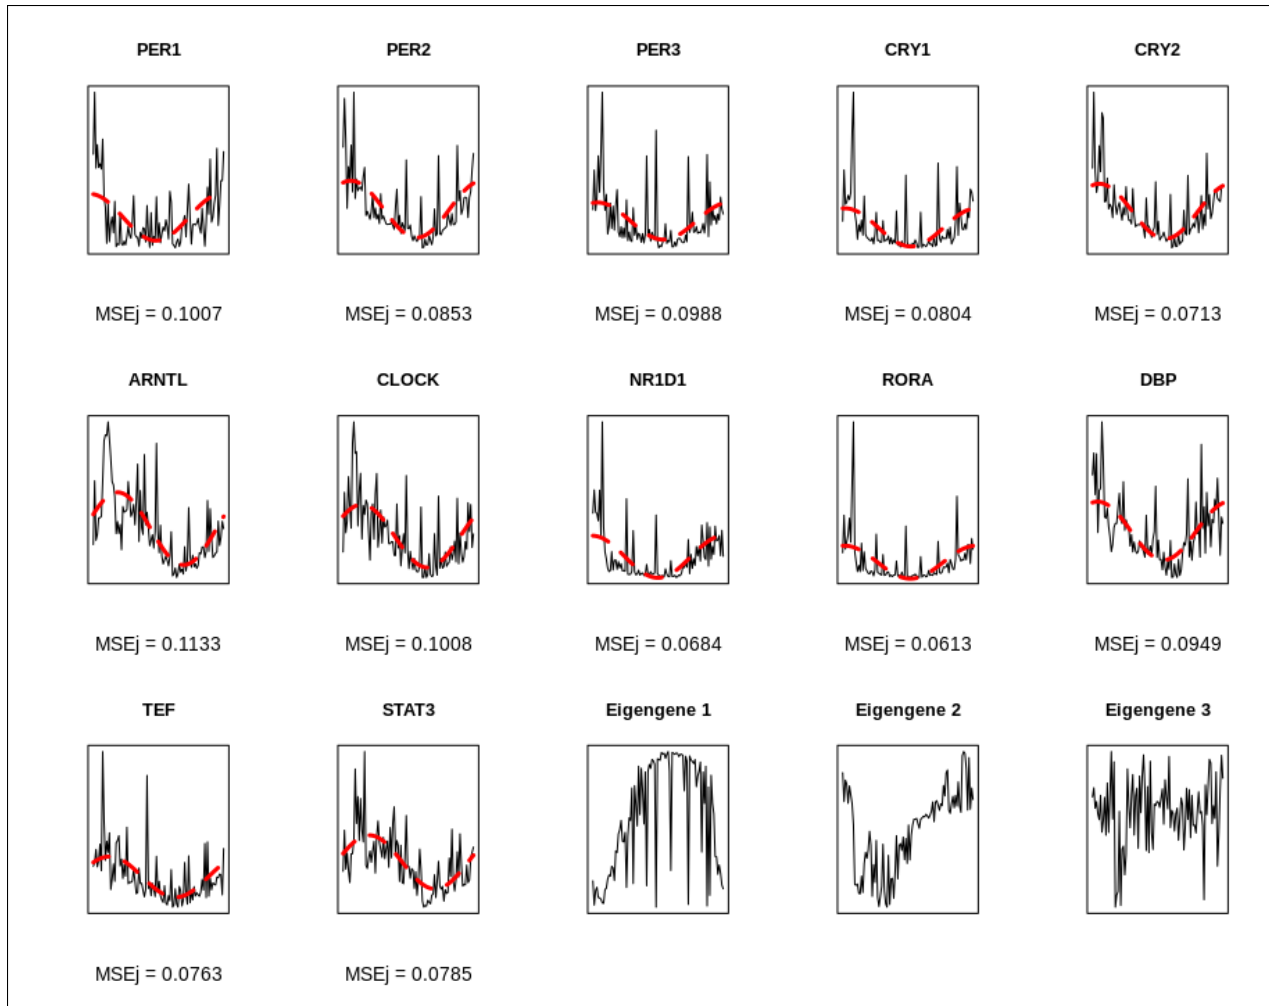 PER1 PER2 PER3 CRY1 CRY2
MSEj = 0.1007 MSEj = 0.0853 MSEj = 0.0988 MSEj = 0.0804 MSEj = 0.0713
ARNTL CLOCK NR1D1 RORA DBP
MSEj = 0.1133 MSEj = 0.1008 MSEj = 0.0684 MSEj = 0.0613 MSEj = 0.0949
TEF STAT3 Eigengene 1 Eigengene 2 Eigengene 3
MSEj = 0.0763 MSEj = 0.0785